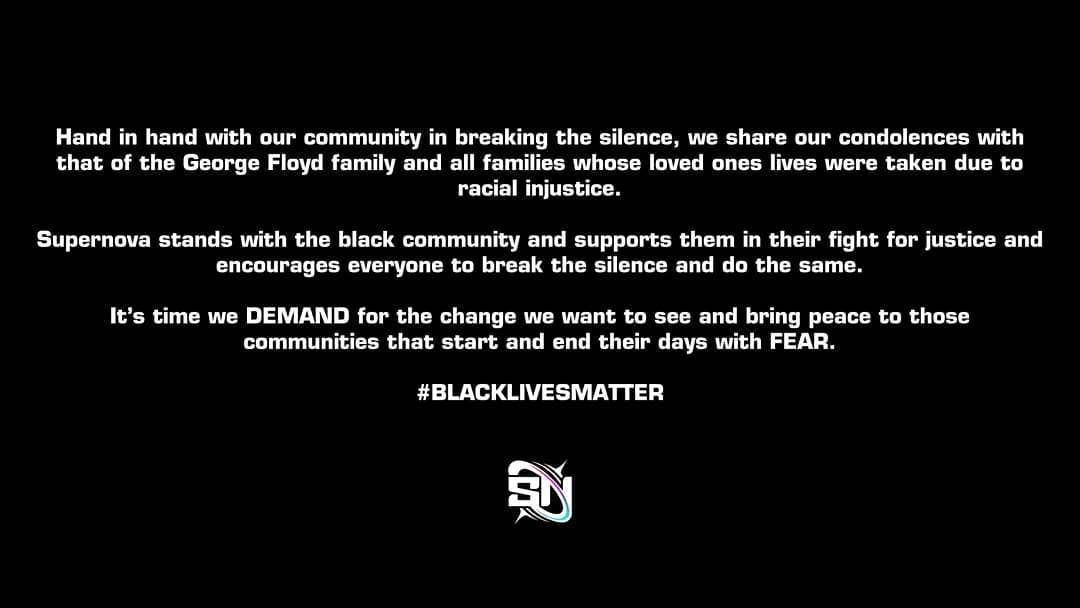 Hand in hand with our community in breaking the silence, we share our condolences with
that of the George Floyd family and all families whose loved ones lives were taken due to
racial injustice.
Supernova stands with the black community and supports them in their fight for justice and
encourages everyone to break the silence and do the same.
It’s time we DEMAND for the change we want to see and bring peace to those
communities that start and end their days with FEAR.
#BLACKLIVESMATTER
SN